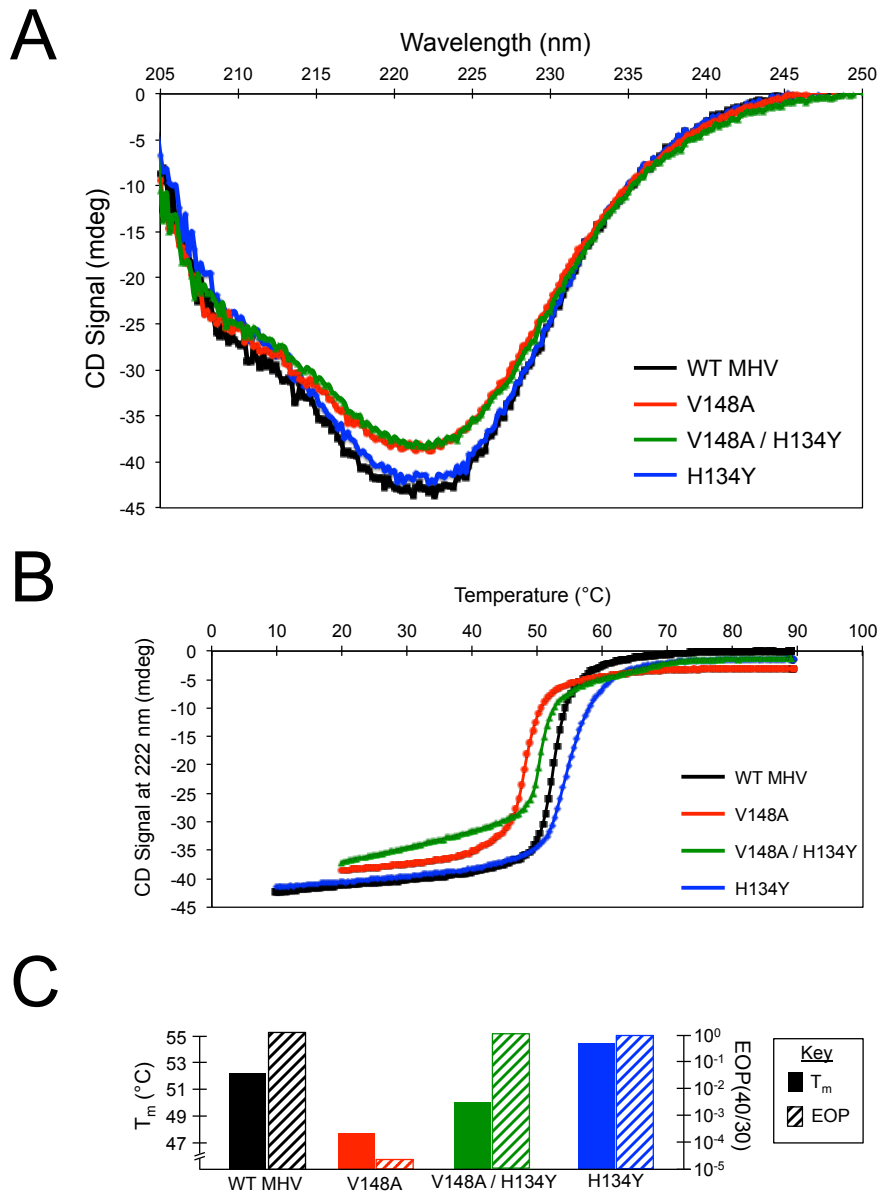 A
Wavelength (nm)
205 210 215 220 225 230 235 240 245 250
0
-5
-10
-15
-20
-25
-30
-35
-40
-45
CD Signal (mdeg)
WT MHV
V148A
V148A / H134Y
H134Y
B
Temperature (°C)
0 10 20 30 40 50 60 70 80 90 100
0
-5
-10
-15
-20
-25
-30
-35
-40
-45
CD Signal at 222 nm (mdeg)
WT MHV
V148A
V148A / H134Y
H134Y
C
55
53
51
49
47
Tm (°C)
10^0
10^-1
10^-2
10^-3
10^-4
10^-5
EOP(40/30))
Key
Tm
EOP
WT MHV V148A V148A / H134Y H134Y